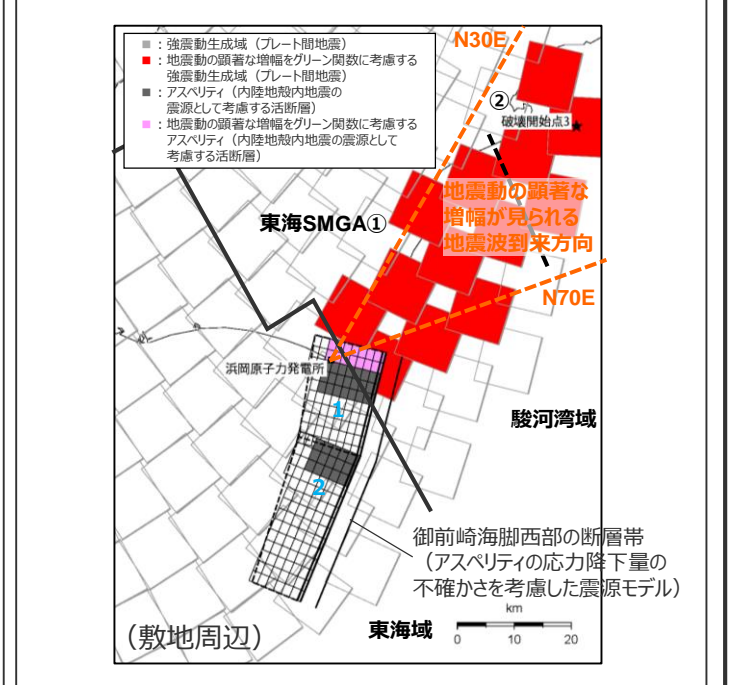 ■ : 強震動生成域（プレート間地震）
■ : 地震動の顕著な増幅をグリーン関数に考慮する
強震動生成域（プレート間地震）
■ : アスペリティ（内陸地殻内地震の
震源として考慮する活断層）
■ : 地震動の顕著な増幅をグリーン関数に考慮する
アスペリティ（内陸地殻内地震の震源として
考慮する活断層）
N30E
②
破壊開始点3
★
地震動の顕著な
増幅が見られる
地震波到来方向
東海SMGA①
N70E
浜岡原子力発電所
1
駿河湾域
2
御前崎海脚西部の断層帯
（アスペリティの応力降下量の
不確かさを考慮した震源モデル）
（敷地周辺）
東海域
km
0 10 20